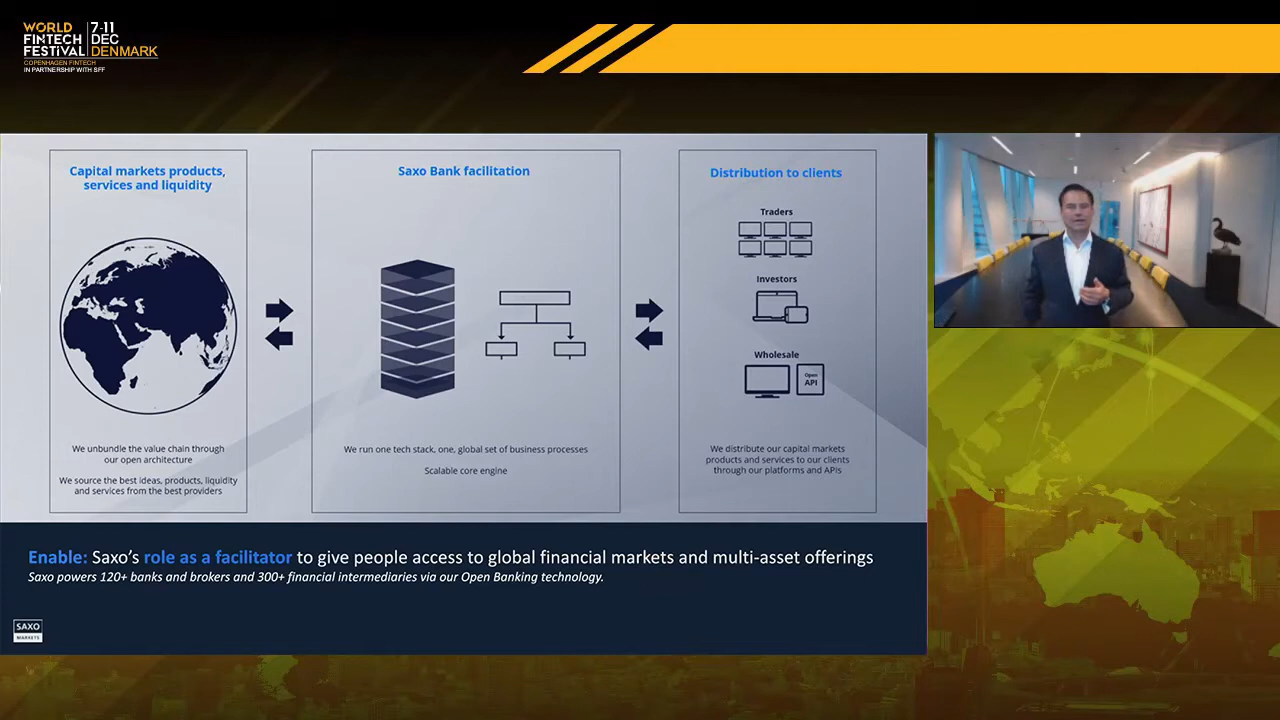 WORLD
FINTECH
FESTIVAL
7-11
DEC
DENMARK
COPENHAGEN FINTECH
IN PARTNERSHIP WITH SFF
Capital markets products,
services and liquidity
We unbundle the value chain through
our open architecture
We source the best ideas, products, liquidity
and services from the best providers
Saxo Bank facilitation
We run one tech stack, one, global set of business processes
Scalable core engine
Distribution to clients
Traders
Investors
Wholesale
Open
API
We distribute our capital markets
products and services to our clients
through our platforms and APIs
Enable: Saxo’s role as a facilitator to give people access to global financial markets and multi-asset offerings
Saxo powers 120+ banks and brokers and 300+ financial intermediaries via our Open Banking technology.
SAXO
MARKETS